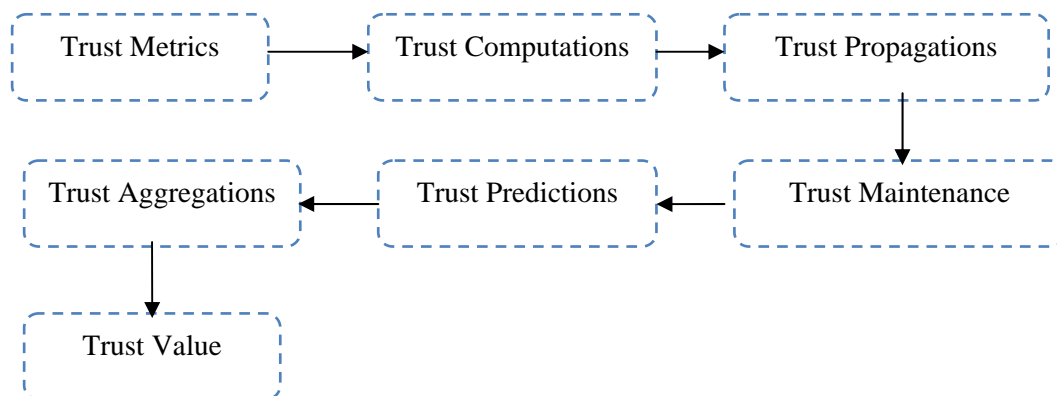 Trust Metrics
Trust Computations
Trust Propagations
Trust Aggregations
Trust Predictions
Trust Maintenance
Trust Value